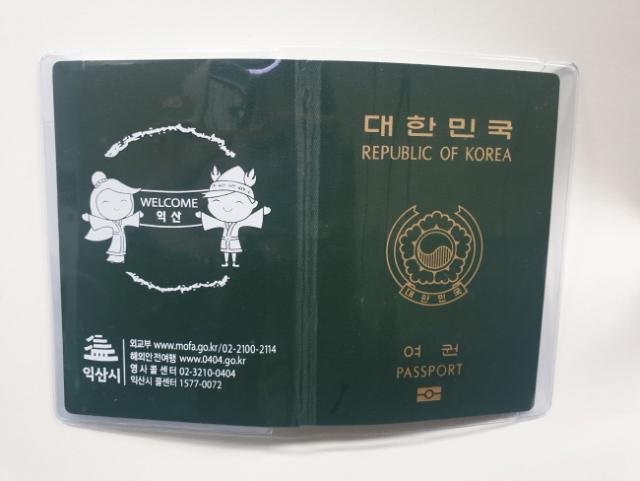 WELCOME
익산
익산시
외교부 www.mofa.go.kr/02-2100-2114
해외안전여행 www.0404.go.kr
영사콜센터 02-3210-0404
익산시 콜센터 1577-0072
대한민국
REPUBLIC OF KOREA
대한민국
여권
PASSPORT